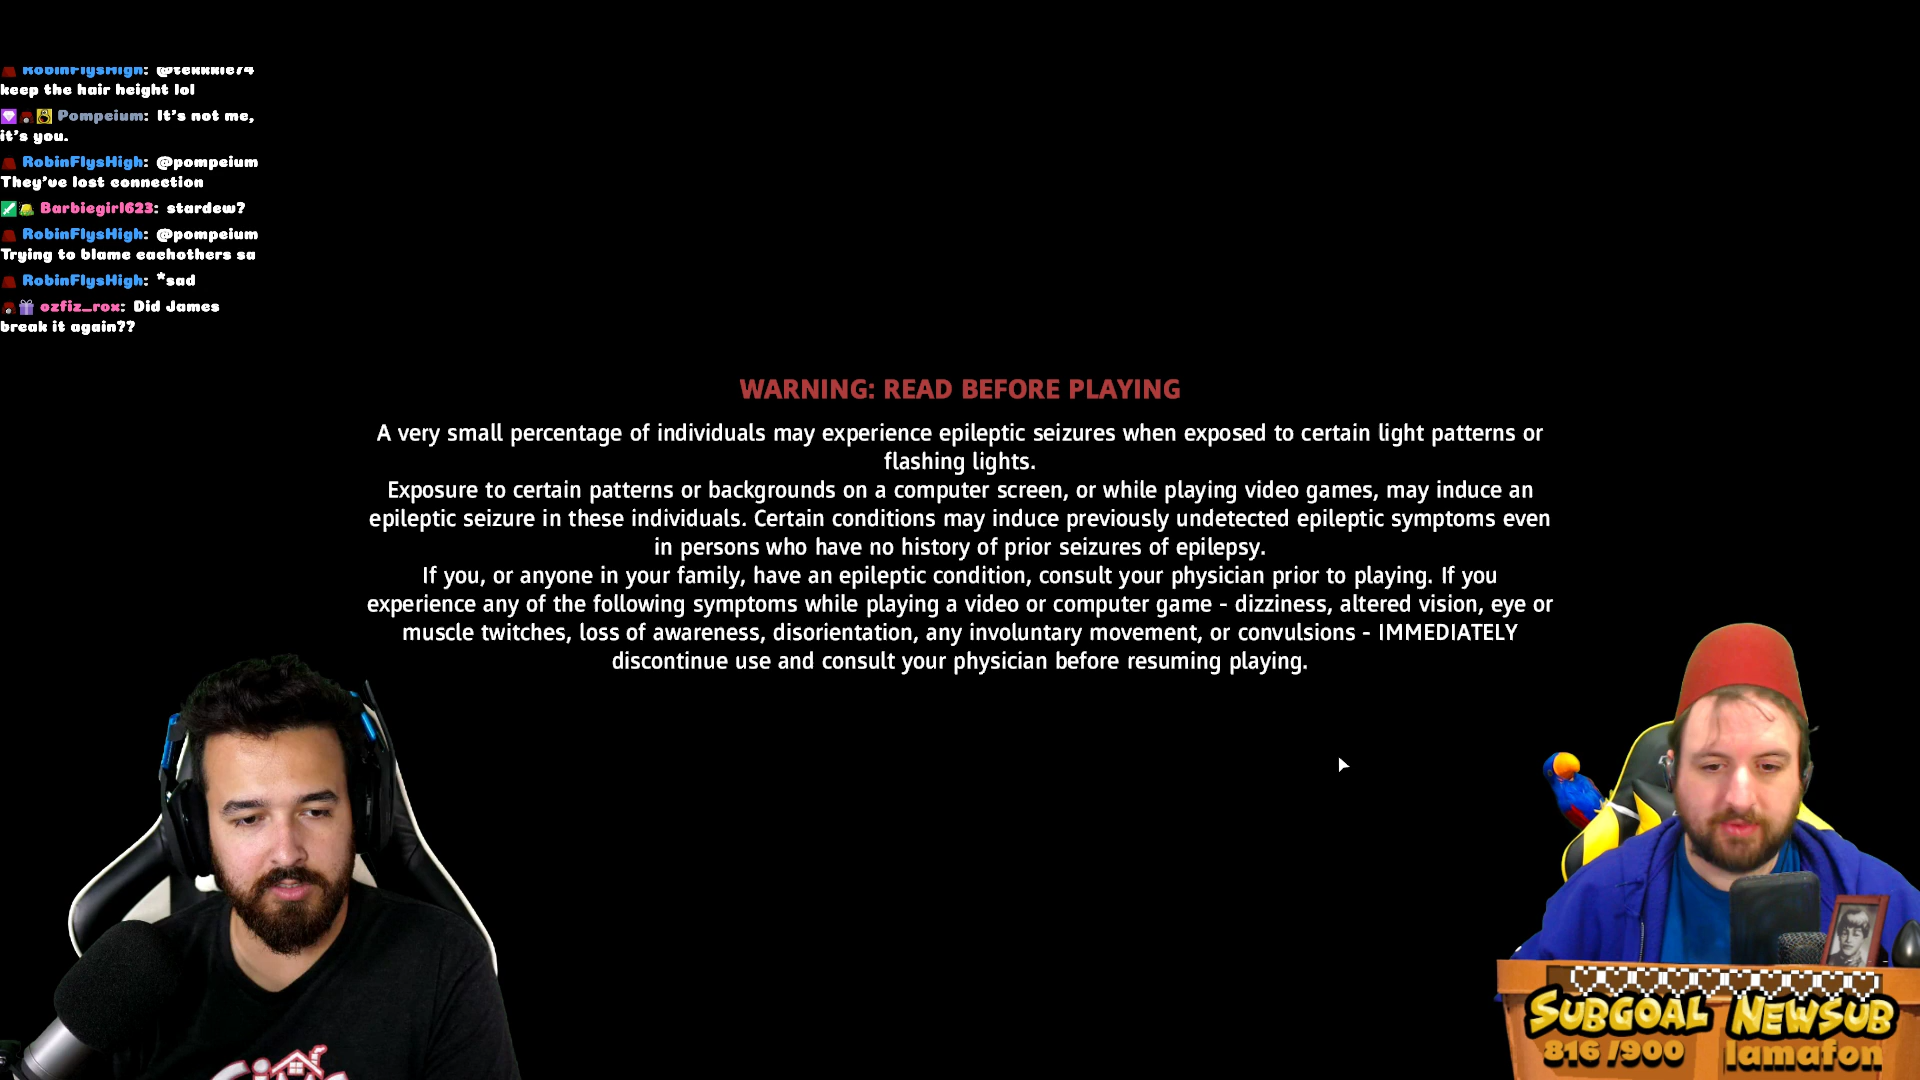 RobinFlysHigh: @tekkkie74
keep the hair height lol
Pompeium: It's not me,
it's you.
RobinFlysHigh: @pompeium
They've lost connection
Barbiegirl623: stardew?
RobinFlysHigh: @pompeium
Trying to blame eachothers sa
RobinFlysHigh: *sad
ozfiz_rox: Did James
break it again??
WARNING: READ BEFORE PLAYING
A very small percentage of individuals may experience epileptic seizures when exposed to certain light patterns or
flashing lights.
Exposure to certain patterns or backgrounds on a computer screen, or while playing video games, may induce an
epileptic seizure in these individuals. Certain conditions may induce previously undetected epileptic symptoms even
in persons who have no history of prior seizures of epilepsy.
If you, or anyone in your family, have an epileptic condition, consult your physician prior to playing. If you
experience any of the following symptoms while playing a video or computer game - dizziness, altered vision, eye or
muscle twitches, loss of awareness, disorientation, any involuntary movement, or convulsions - IMMEDIATELY
discontinue use and consult your physician before resuming playing.
SUBGOAL NEWSUB
816 /900 lamafon